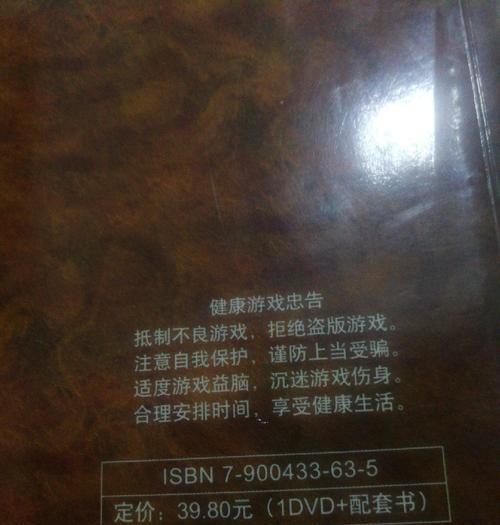 健康游戏忠告
抵制不良游戏，拒绝盗版游戏。
注意自我保护，谨防上当受骗。
适度游戏益脑，沉迷游戏伤身。
合理安排时间，享受健康生活。
ISBN 7-900433-63-5
定价：39.80元（1DVD+配套书）